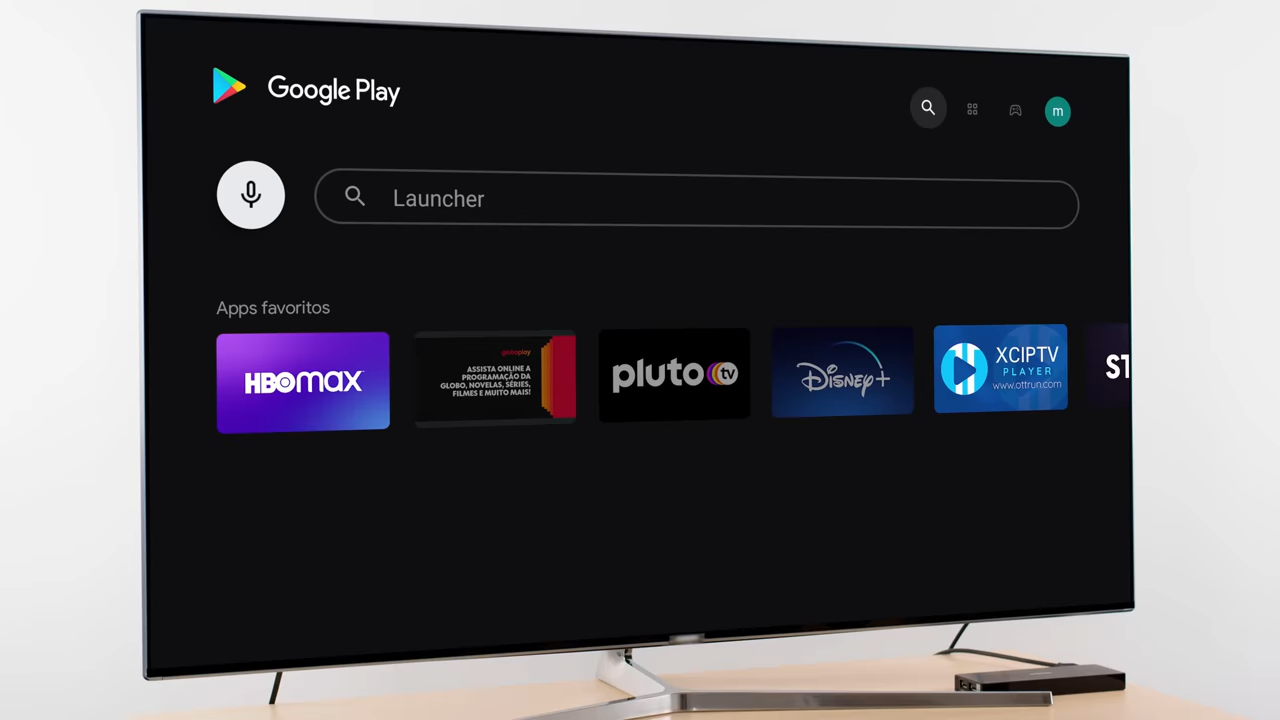 Google Play
m
Launcher
Apps favoritos
HBOMAX
globoplay
ASSISTA ONLINE A
PROGRAMAÇÃO DA
GLOBO, NOVELAS, SÉRIES,
FILMES E MUITO MAIS!
pluto tv
Disney+
XCIPTV
PLAYER
www.ottrun.com